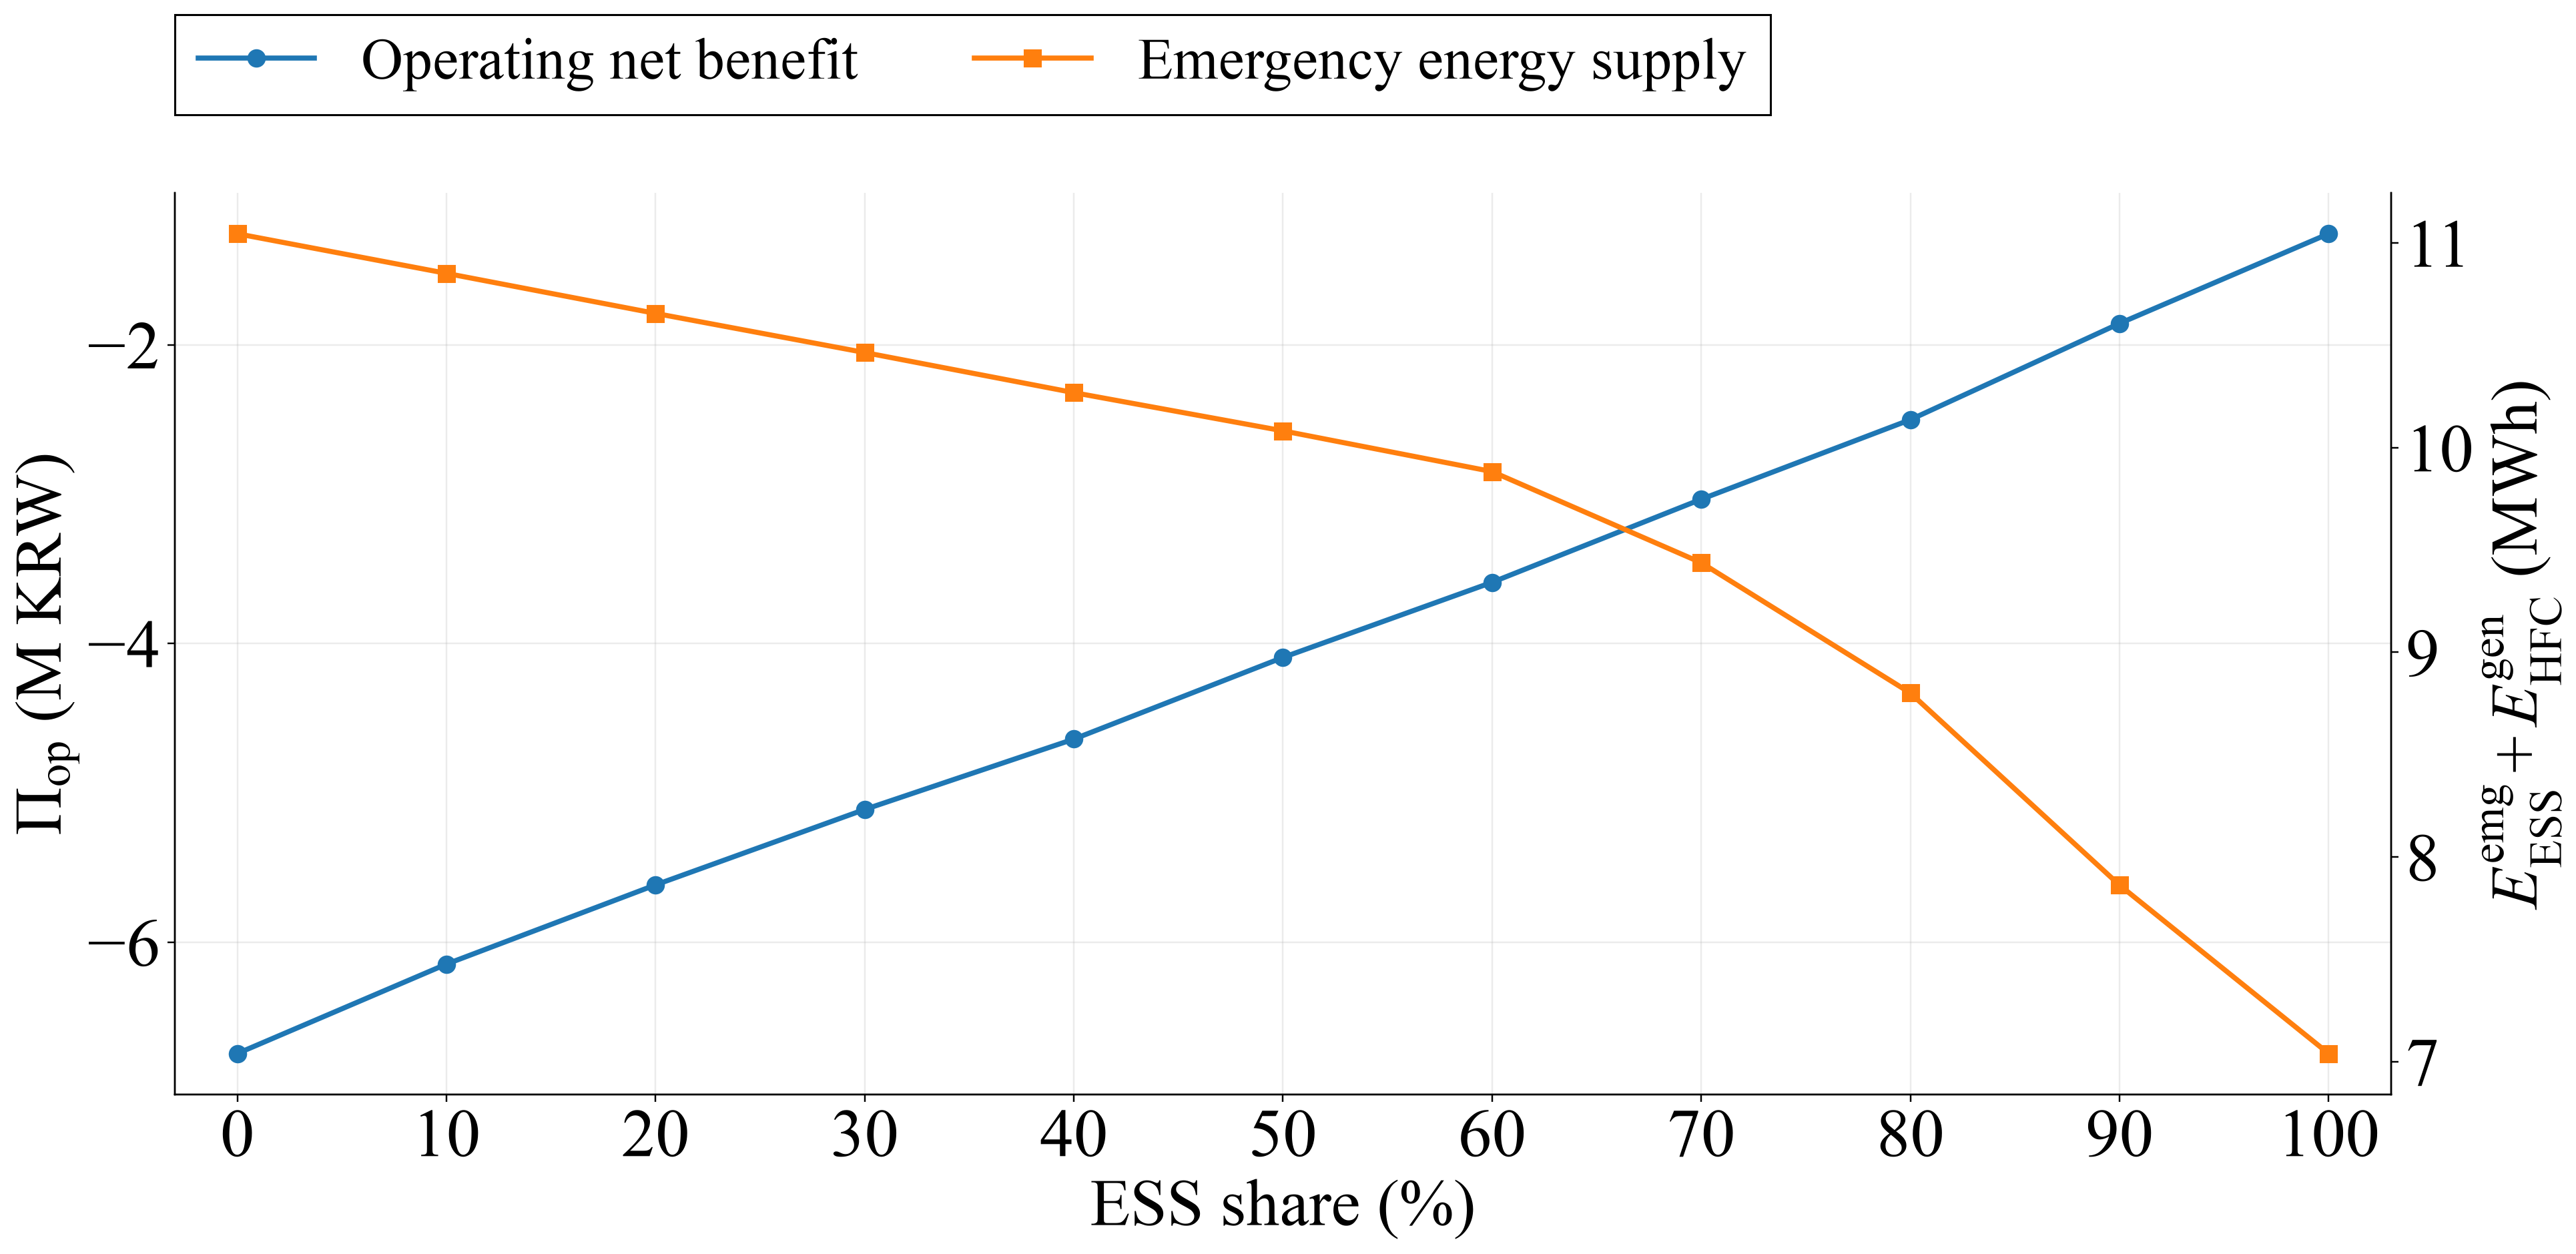 Operating net benefit Emergency energy supply
Π_op (M KRW)
−2
−4
−6
11
10
9
8
7
E_ESS^emg + E_HFC^gen (MWh)
0 10 20 30 40 50 60 70 80 90 100
ESS share (%)